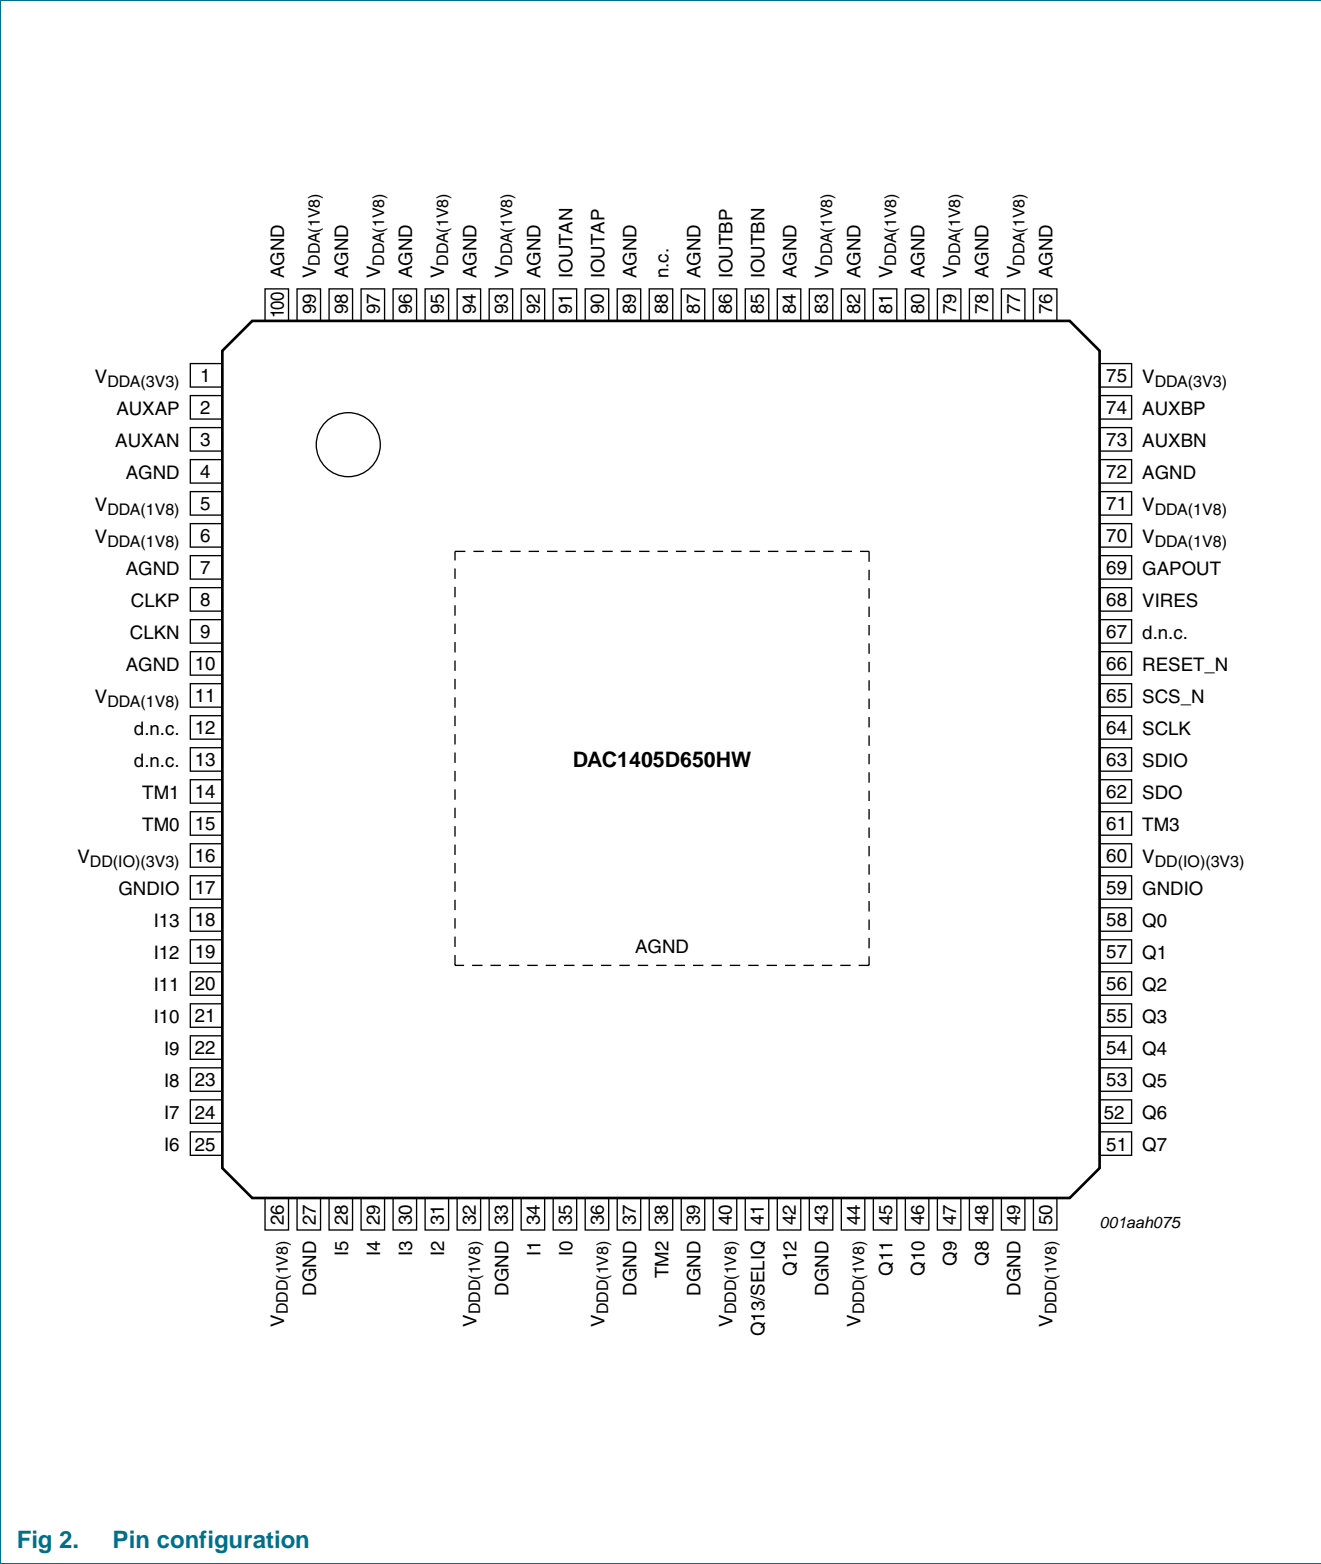 AGND VDDA(1V8) AGND VDDA(1V8) AGND VDDA(1V8) AGND VDDA(1V8) AGND IOUTAN IOUTAP AGND n.c. AGND IOUTBP IOUTBN AGND VDDA(1V8) AGND VDDA(1V8) AGND VDDA(1V8) AGND VDDA(1V8) AGND
100 99 98 97 96 95 94 93 92 91 90 89 88 87 86 85 84 83 82 81 80 79 78 77 76
VDDA(3V3) 1 75 VDDA(3V3)
AUXAP 2 74 AUXBP
AUXAN 3 73 AUXBN
AGND 4 72 AGND
VDDA(1V8) 5 71 VDDA(1V8)
VDDA(1V8) 6 70 VDDA(1V8)
AGND 7 69 GAPOUT
CLKP 8 68 VIRES
CLKN 9 67 d.n.c.
AGND 10 66 RESET_N
VDDA(1V8) 11 65 SCS_N
d.n.c. 12 64 SCLK
d.n.c. 13 DAC1405D650HW 63 SDIO
TM1 14 62 SDO
TM0 15 61 TM3
VDD(IO)(3V3) 16 60 VDD(IO)(3V3)
GNDIO 17 59 GNDIO
I13 18 58 Q0
I12 19 AGND 57 Q1
I11 20 56 Q2
I10 21 55 Q3
I9 22 54 Q4
I8 23 53 Q5
I7 24 52 Q6
I6 25 51 Q7
26 27 28 29 30 31 32 33 34 35 36 37 38 39 40 41 42 43 44 45 46 47 48 49 50
VDDD(1V8) DGND I5 I4 I3 I2 VDDD(1V8) DGND I1 I0 VDDD(1V8) DGND TM2 DGND VDDD(1V8) Q13/SELIQ Q12 DGND VDDD(1V8) Q11 Q10 Q9 Q8 DGND VDDD(1V8)
001aah075
Fig 2. Pin configuration